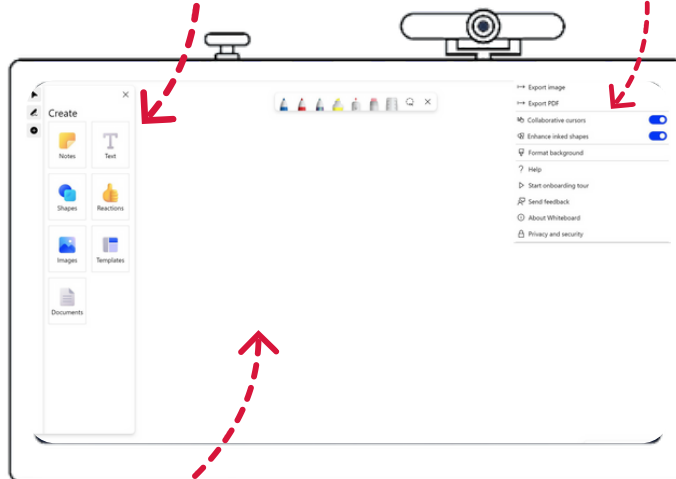 Create
Notes
Text
Shapes
Reactions
Images
Templates
Documents
Export image
Export PDF
Collaborative cursors
Enhance inked shapes
Format background
Help
Start onboarding tour
Send feedback
About Whiteboard
Privacy and security